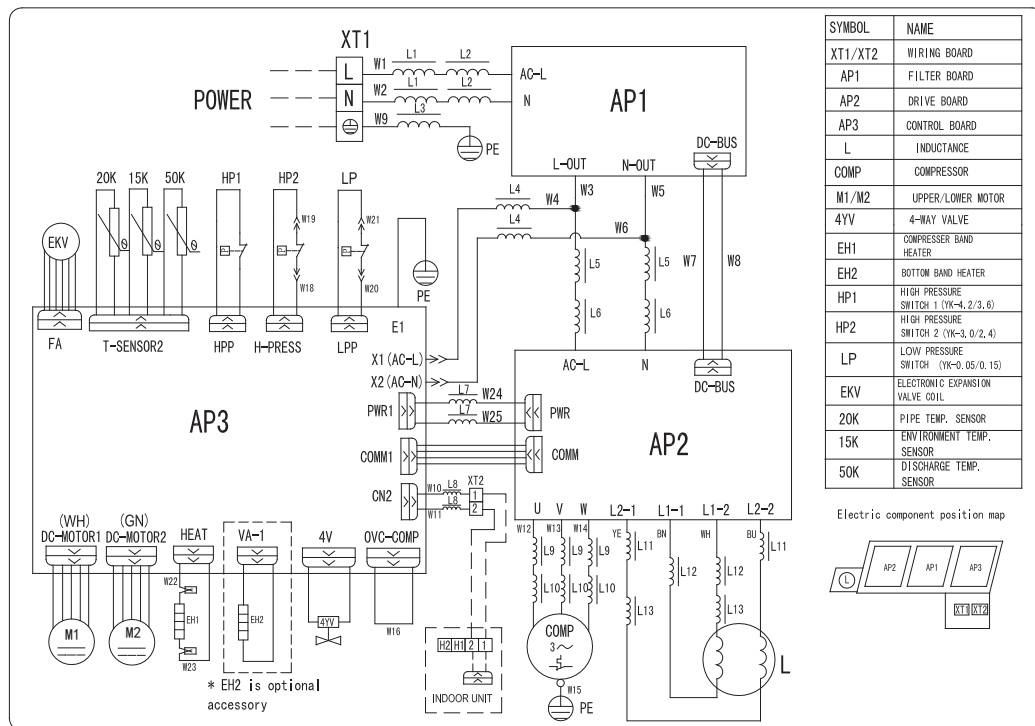 XT1
POWER
L
N
W1
W2
W9
L1
L2
L1
L2
L3
PE
AC-L
N
AP1
DC-BUS
L-OUT
N-OUT
W3
W5
L4
W4
L4
W6
L5
L5
L6
L6
W7
W8
20K
15K
50K
HP1
HP2
LP
W19
W21
W18
W20
P
P
P
θ
θ
θ
EKV
PE
FA
T-SENSOR2
HPP
H-PRESS
LPP
E1
X1(AC-L)
X2(AC-N)
AP3
PWR1
L7
W24
L7
W25
PWR
COMM1
COMM
CN2
W10
L8
W11
L8
XT2
1
2
AC-L
N
DC-BUS
AP2
U
V
W
L2-1
L1-1
L1-2
L2-2
W12
W13
W14
YE
BN
WH
BU
L9
L9
L9
L11
L11
L10
L10
L10
L12
L12
L13
L13
COMP
3~
W15
PE
L
(WH)
DC-MOTOR1
(GN)
DC-MOTOR2
HEAT
VA-1
4V
OVC-COMP
W22
EH1
W23
EH2
4YV
W16
M1
M2
* EH2 is optional
accessory
H2 H1 2 1
INDOOR UNIT
SYMBOL NAME
XT1/XT2 WIRING BOARD
AP1 FILTER BOARD
AP2 DRIVE BOARD
AP3 CONTROL BOARD
L INDUCTANCE
COMP COMPRESSOR
M1/M2 UPPER/LOWER MOTOR
4YV 4-WAY VALVE
EH1 COMPRESSER BAND
HEATER
EH2 BOTTOM BAND HEATER
HP1 HIGH PRESSURE
SWITCH 1 (YK-4.2/3.6)
HP2 HIGH PRESSURE
SWITCH 2 (YK-3.0/2.4)
LP LOW PRESSURE
SWITCH (YK-0.05/0.15)
EKV ELECTRONIC EXPANSION
VALVE COIL
20K PIPE TEMP. SENSOR
15K ENVIRONMENT TEMP.
SENSOR
50K DISCHARGE TEMP.
SENSOR
Electric component position map
L
AP2
AP1
AP3
XT1 XT2